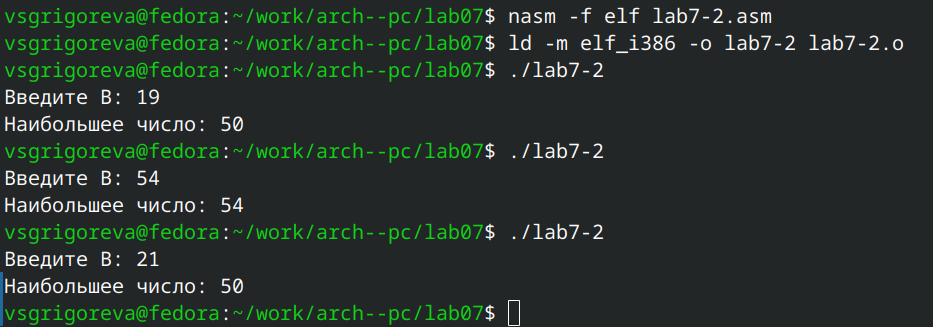 vsgrigoreva@fedora:~/work/arch--pc/lab07$ nasm -f elf lab7-2.asm
vsgrigoreva@fedora:~/work/arch--pc/lab07$ ld -m elf_i386 -o lab7-2 lab7-2.o
vsgrigoreva@fedora:~/work/arch--pc/lab07$ ./lab7-2
Введите B: 19
Наибольшее число: 50
vsgrigoreva@fedora:~/work/arch--pc/lab07$ ./lab7-2
Введите B: 54
Наибольшее число: 54
vsgrigoreva@fedora:~/work/arch--pc/lab07$ ./lab7-2
Введите B: 21
Наибольшее число: 50
vsgrigoreva@fedora:~/work/arch--pc/lab07$